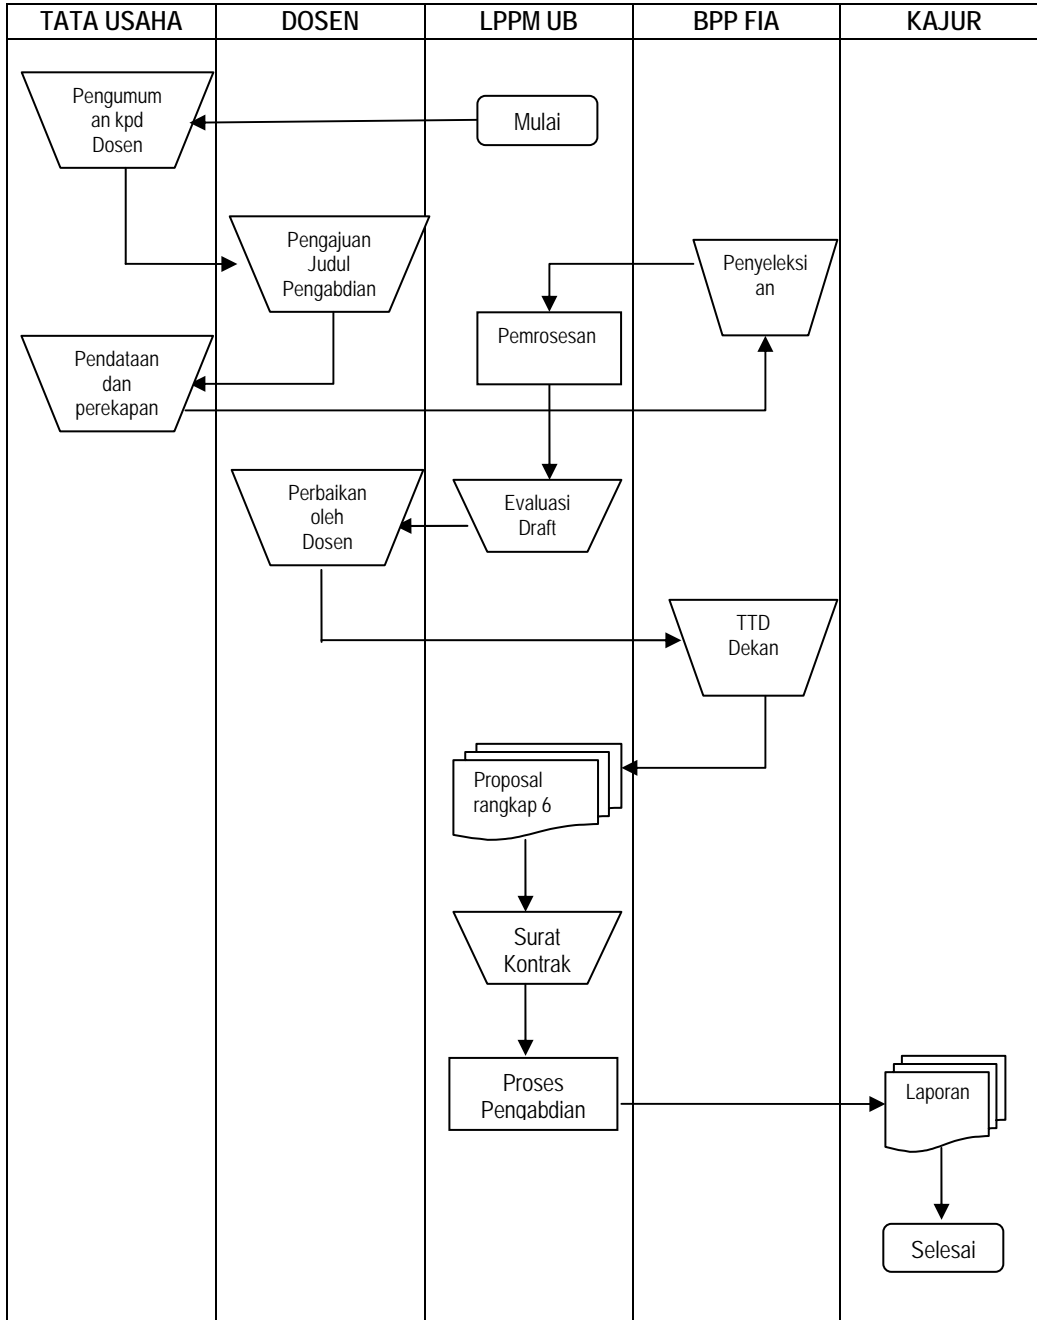 TATA USAHA
DOSEN
LPPM UB
BPP FIA
KAJUR
Pengumum
an kpd
Dosen
Mulai
Pengajuan
Judul
Pengabdian
Penyeleksi
an
Pemrosesan
Pendataan
dan
perekapan
Perbaikan
oleh
Dosen
Evaluasi
Draft
TTD
Dekan
Proposal
rangkap 6
Surat
Kontrak
Proses
Pengabdian
Laporan
Selesai